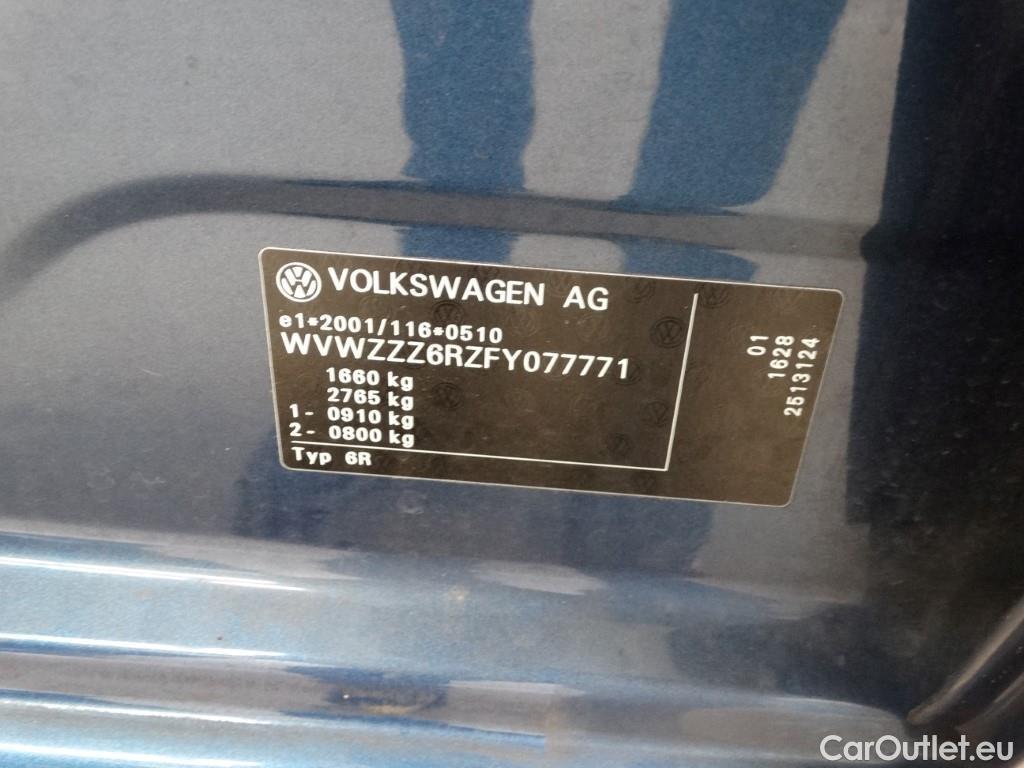 VOLKSWAGEN AG
e1*2001/116*0510
WVWZZZ6RZFY077771
1660 kg
2765 kg
1- 0910 kg
2- 0800 kg
Typ 6R
01
1628
2513124
CarOutlet.eu